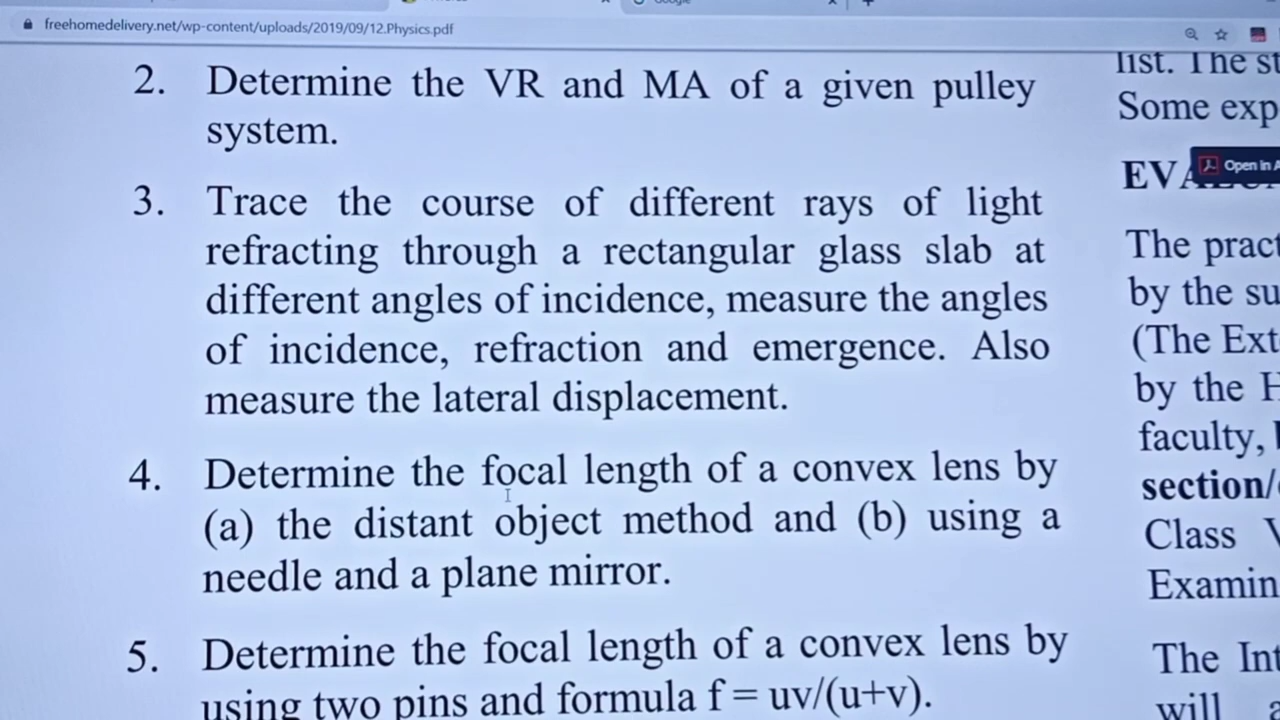 freehomedelivery.net/wp-content/uploads/2019/09/12.Physics.pdf
2. Determine the VR and MA of a given pulley
system.
3. Trace the course of different rays of light
refracting through a rectangular glass slab at
different angles of incidence, measure the angles
of incidence, refraction and emergence. Also
measure the lateral displacement.
4. Determine the focal length of a convex lens by
(a) the distant object method and (b) using a
needle and a plane mirror.
5. Determine the focal length of a convex lens by
using two pins and formula f = uv/(u+v).
list. The st
Some exp
Open in A
The pract
by the su
(The Ext
by the H
faculty,
section/
Class
Examin
The Int
will a